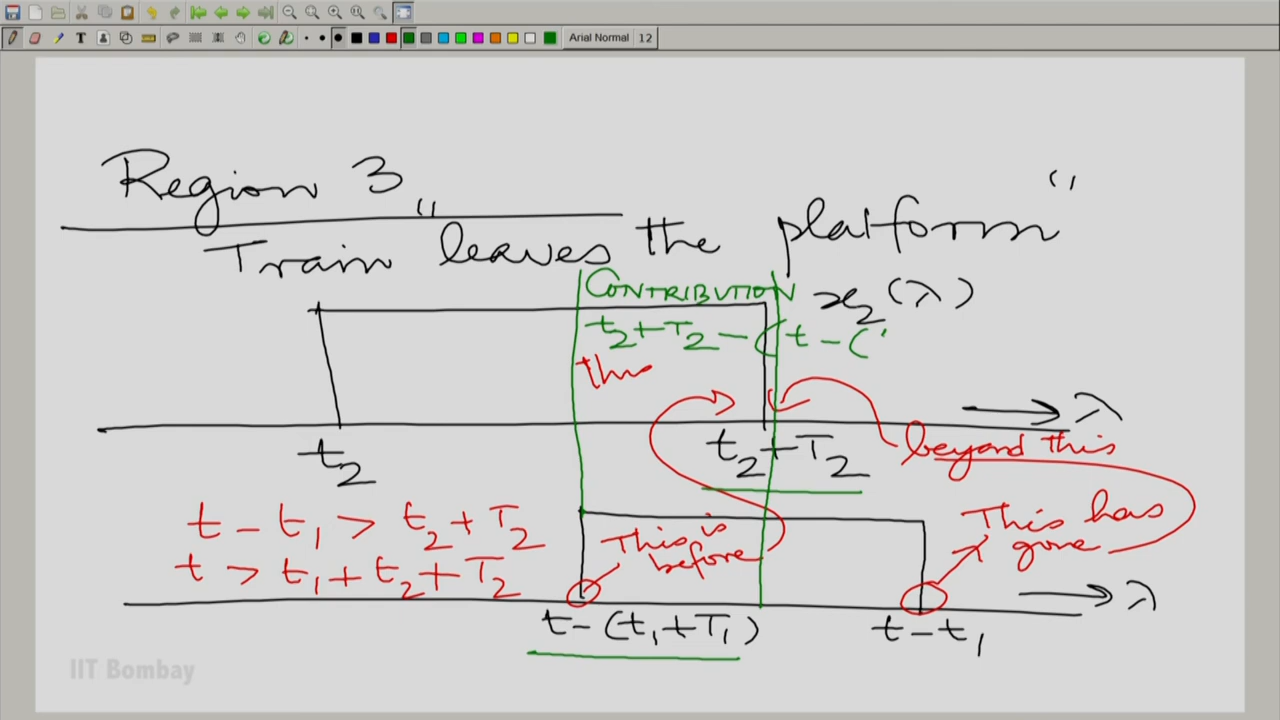 Arial Normal 12
Region 3
"Train leaves the platform"
CONTRIBUTION x₂(λ)
t₂+T₂-(t-(
this
→ λ
t₂ t₂+T₂ beyond this
t-t₁ > t₂+T₂ This is before This has gone
t > t₁+t₂+T₂
→ λ
t-(t₁+T₁) t-t₁
IIT Bombay